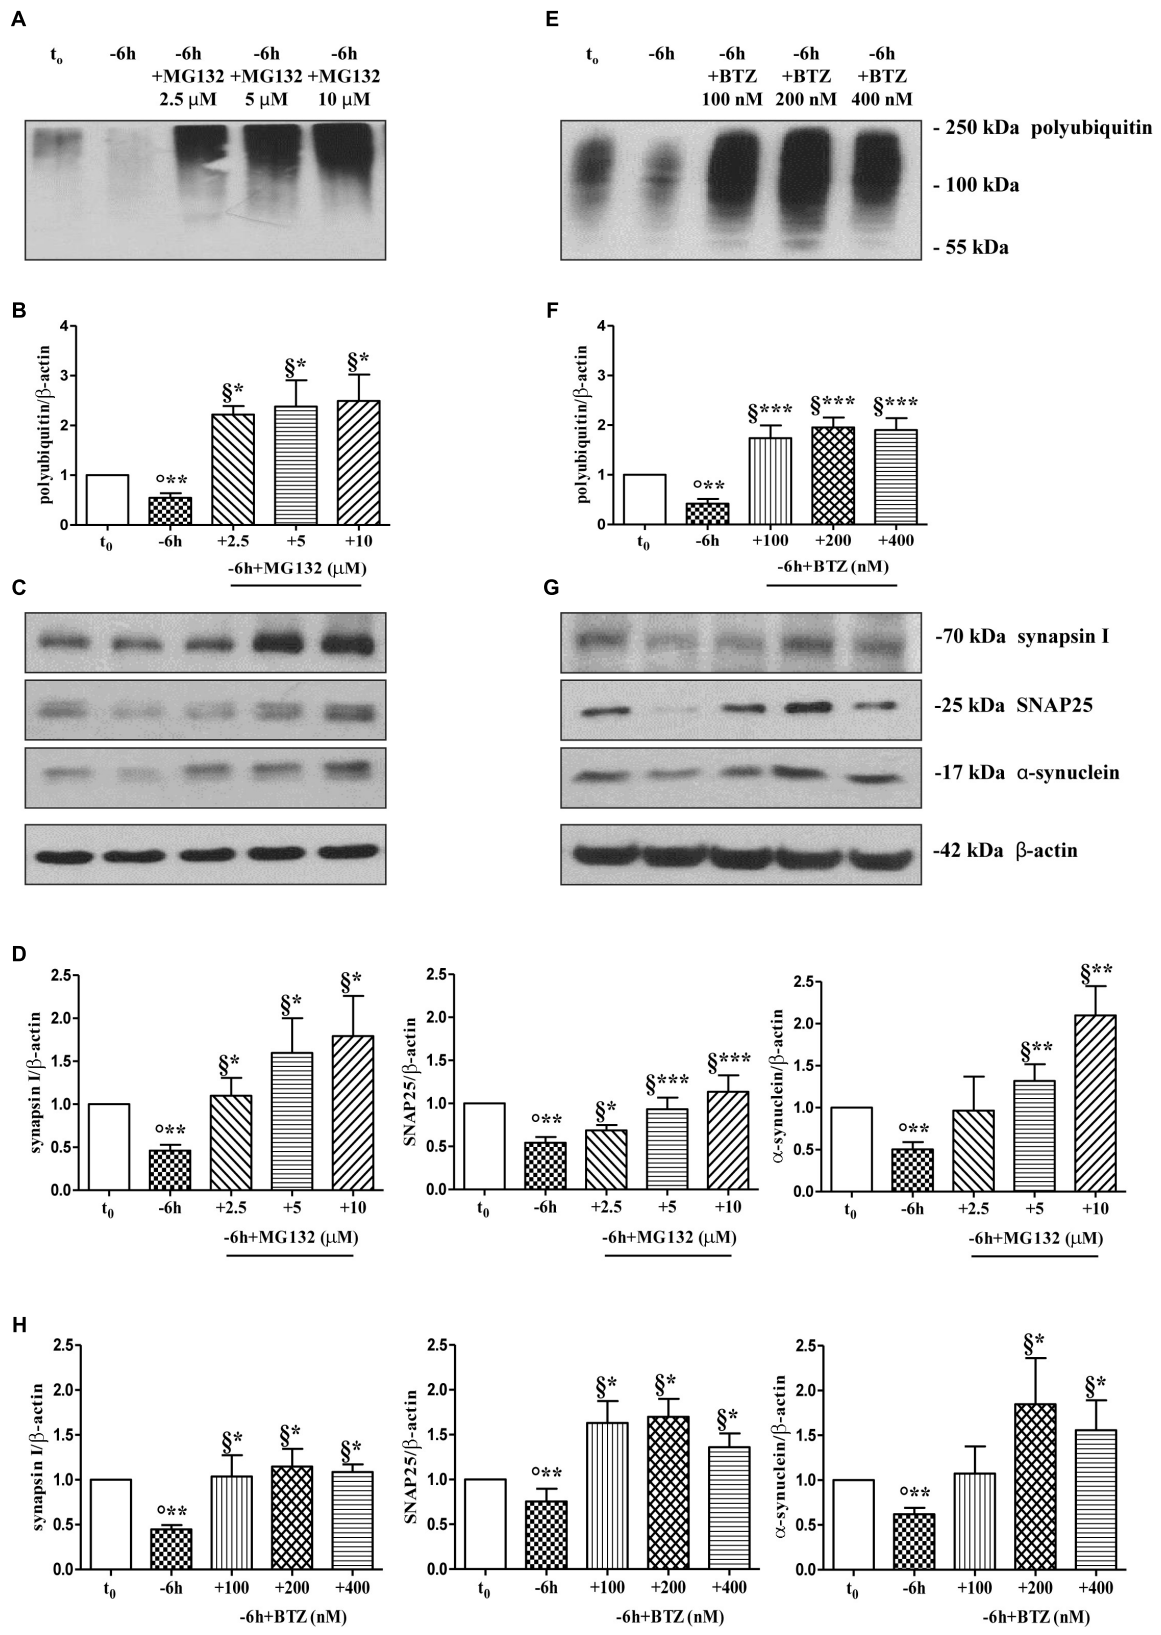 A
t₀ -6h -6h -6h -6h
+MG132 +MG132 +MG132
2.5 µM 5 µM 10 µM
E
t₀ -6h -6h -6h -6h
+BTZ +BTZ +BTZ
100 nM 200 nM 400 nM
- 250 kDa polyubiquitin
- 100 kDa
- 55 kDa
B
polyubiquitin/β-actin
4
3
2
1
0
°** §* §* §*
t₀ -6h +2.5 +5 +10
-6h+MG132 (µM)
F
polyubiquitin/β-actin
4
3
2
1
0
°** §*** §*** §***
t₀ -6h +100 +200 +400
-6h+BTZ (nM)
C
G
-70 kDa synapsin I
-25 kDa SNAP25
-17 kDa α-synuclein
-42 kDa β-actin
D
synapsin I/β-actin
2.5
2.0
1.5
1.0
0.5
0.0
°** §* §* §*
t₀ -6h +2.5 +5 +10
-6h+MG132 (µM)
SNAP25/β-actin
2.5
2.0
1.5
1.0
0.5
0.0
°** §* §*** §***
t₀ -6h +2.5 +5 +10
-6h+MG132 (µM)
α-synuclein/β-actin
2.5
2.0
1.5
1.0
0.5
0.0
°** §** §**
t₀ -6h +2.5 +5 +10
-6h+MG132 (µM)
H
synapsin I/β-actin
2.5
2.0
1.5
1.0
0.5
0.0
°** §* §* §*
t₀ -6h +100 +200 +400
-6h+BTZ (nM)
SNAP25/β-actin
2.5
2.0
1.5
1.0
0.5
0.0
°** §* §* §*
t₀ -6h +100 +200 +400
-6h+BTZ (nM)
α-synuclein/β-actin
2.5
2.0
1.5
1.0
0.5
0.0
°** §* §*
t₀ -6h +100 +200 +400
-6h+BTZ (nM)